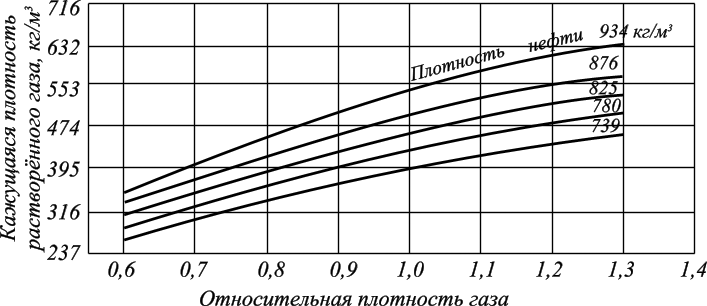 Кажущаяся плотность
растворённого газа, кг/м³
716
632
553
474
395
316
237
Плотность нефти 934 кг/м³
876
825
780
739
0,6 0,7 0,8 0,9 1,0 1,1 1,2 1,3 1,4
Относительная плотность газа